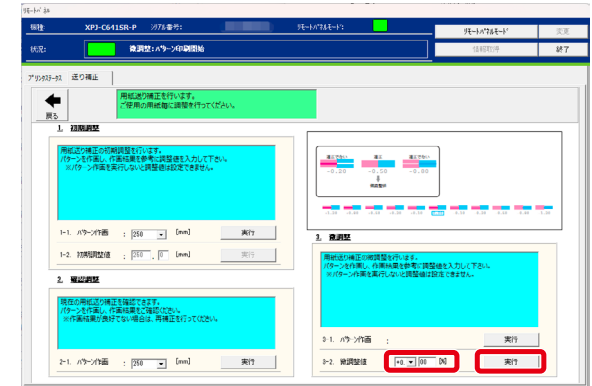 ﾘﾓｰﾄﾊﾟﾈﾙ
機種:
XPJ-C641SR-P
ｼﾘｱﾙ番号:
ﾘﾓｰﾄﾊﾟﾈﾙﾓｰﾄﾞ:
ﾘﾓｰﾄﾊﾟﾈﾙﾓｰﾄﾞ
変更
状況:
微調整:ﾊﾟﾀｰﾝ印刷開始
情報取得
終了
ﾌﾟﾘﾝﾀｽﾃｰﾀｽ
送り補正
戻る
用紙送り補正を行います。
ご使用の用紙毎に調整を行ってください。
1. 初期調整
用紙送り補正の初期調整を行います。
パターンを作画し、作画結果を参考に調整値を入力して下さい。
※パターン作画を実行しないと調整値は設定できません。
1-1. ﾊﾟﾀｰﾝ作画 : 250 [mm] 実行
1-2. 初期調整値 : 250 . 0 [mm] 実行
2. 確認調整
現在の用紙送り補正を確認できます。
パターンを作画し、作画結果をご確認ください。
※作画結果が良好でない場合は、再補正を行ってください。
2-1. ﾊﾟﾀｰﾝ作画 : 250 [mm] 実行
適正でない 適正 適正でない
-0.20 -0.50 -0.80
3. 微調整
用紙送り補正の微調整を行います。
パターンを作画し、作画結果を参考に調整値を入力して下さい。
※パターン作画を実行しないと調整値は設定できません。
3-1. ﾊﾟﾀｰﾝ作画 : 実行
3-2. 微調整値 +0. 00 [%] 実行